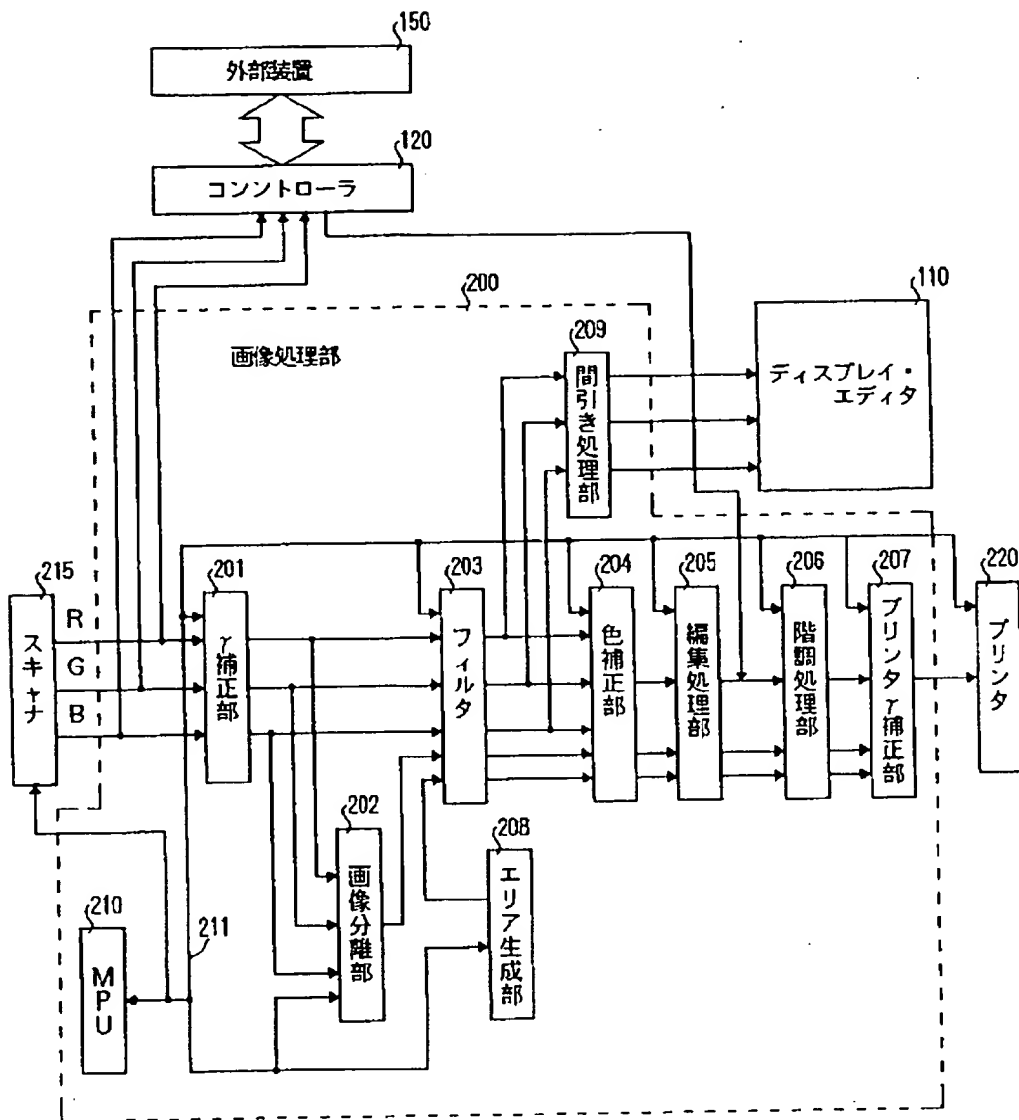 150
外部装置
120
コンントローラ
200
110
画像処理部
209
間引き処理部
ディスプレイ・
エディタ
215
スキャナ
R
G
B
201
γ補正部
203
フィルタ
204
色補正部
205
編集処理部
206
階調処理部
207
プリンタγ補正部
220
プリンタ
202
画像分離部
208
エリア生成部
210
MPU
211